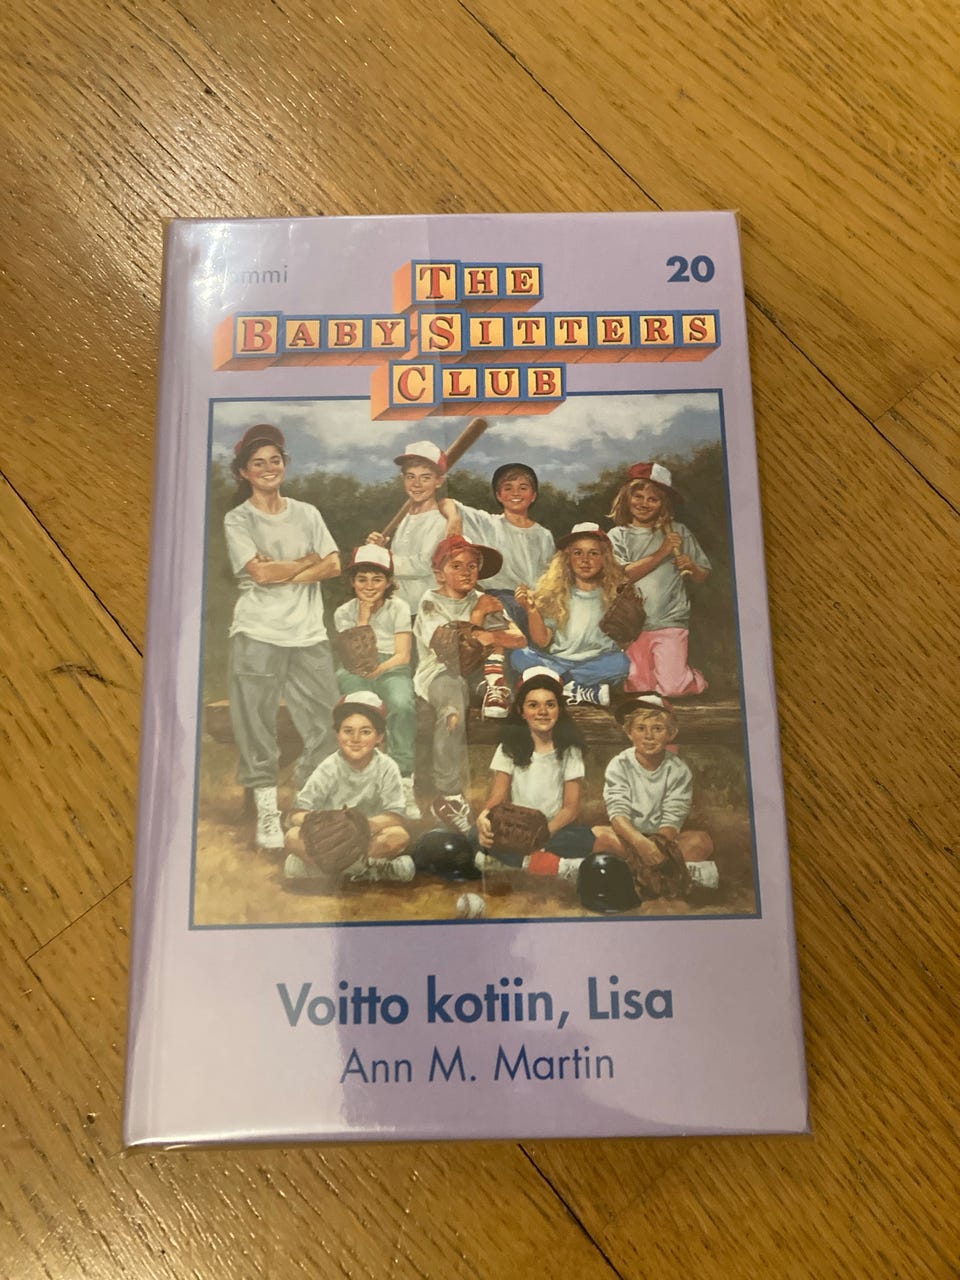 20
THE
BABY-SITTERS
CLUB
Voitto kotiin, Lisa
Ann M. Martin